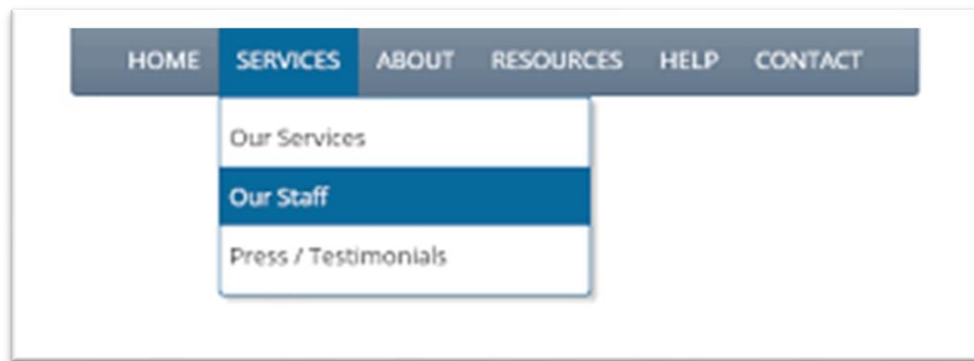 HOME SERVICES ABOUT RESOURCES HELP CONTACT
Our Services
Our Staff
Press / Testimonials